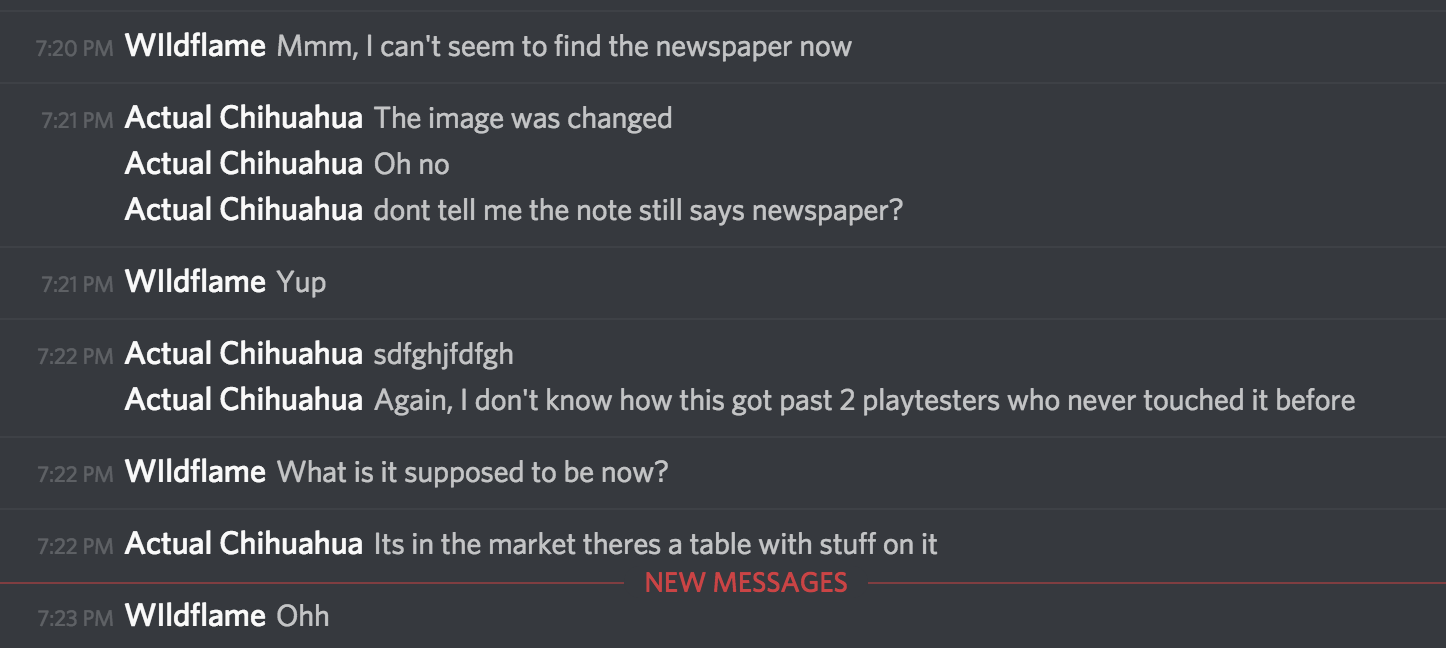 7:20 PM WIldflame Mmm, I can't seem to find the newspaper now
7:21 PM Actual Chihuahua The image was changed
Actual Chihuahua Oh no
Actual Chihuahua dont tell me the note still says newspaper?
7:21 PM WIldflame Yup
7:22 PM Actual Chihuahua sdfghjfdfgh
Actual Chihuahua Again, I don't know how this got past 2 playtesters who never touched it before
7:22 PM WIldflame What is it supposed to be now?
7:22 PM Actual Chihuahua Its in the market theres a table with stuff on it
NEW MESSAGES
7:23 PM WIldflame Ohh